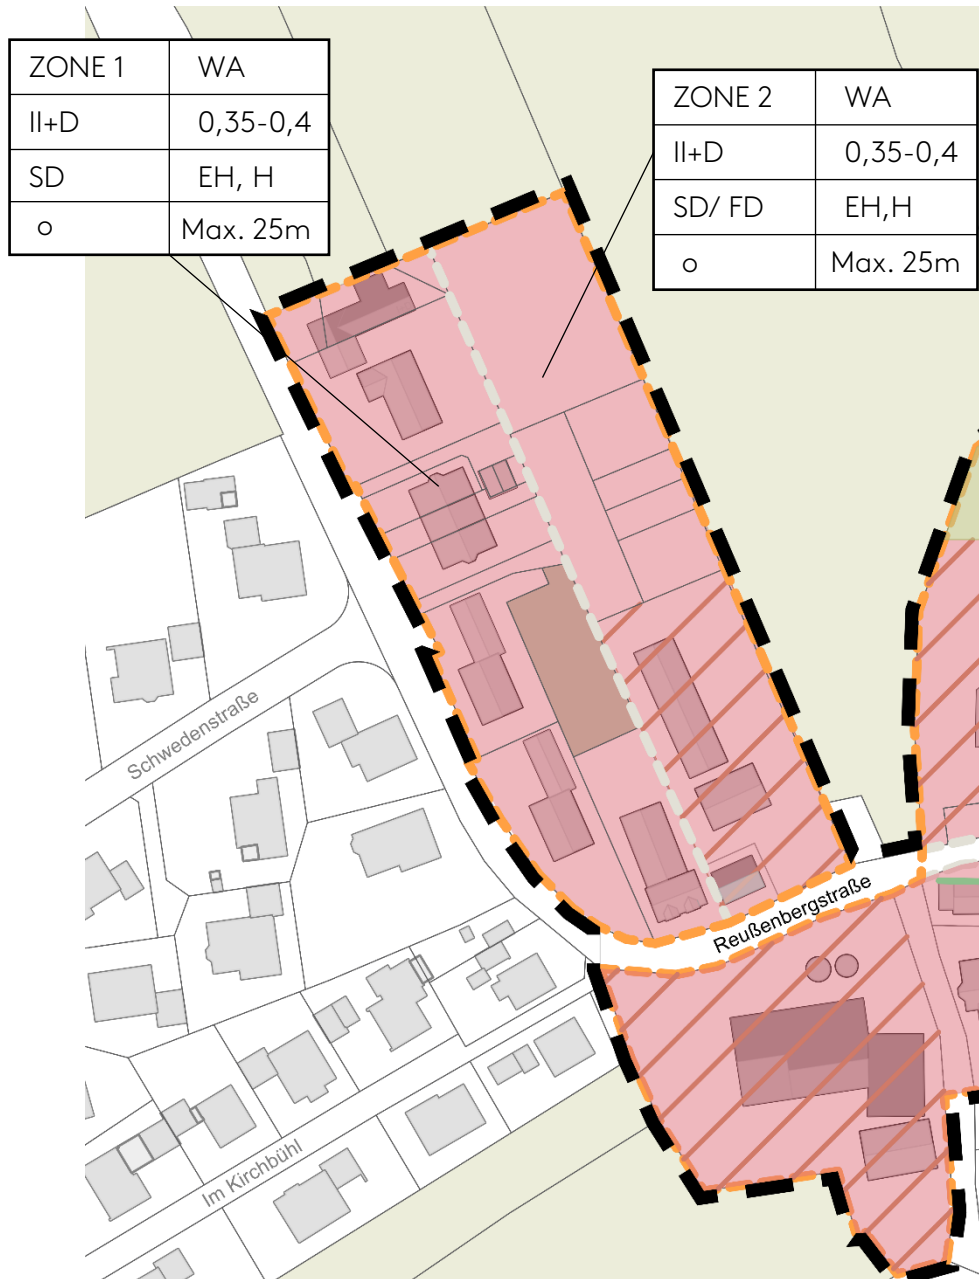 ZONE 1 WA
II+D 0,35-0,4
SD EH, H
o Max. 25m
ZONE 2 WA
II+D 0,35-0,4
SD/ FD EH,H
o Max. 25m
Schwedenstraße
Reußenbergstraße
Im Kirchbühl